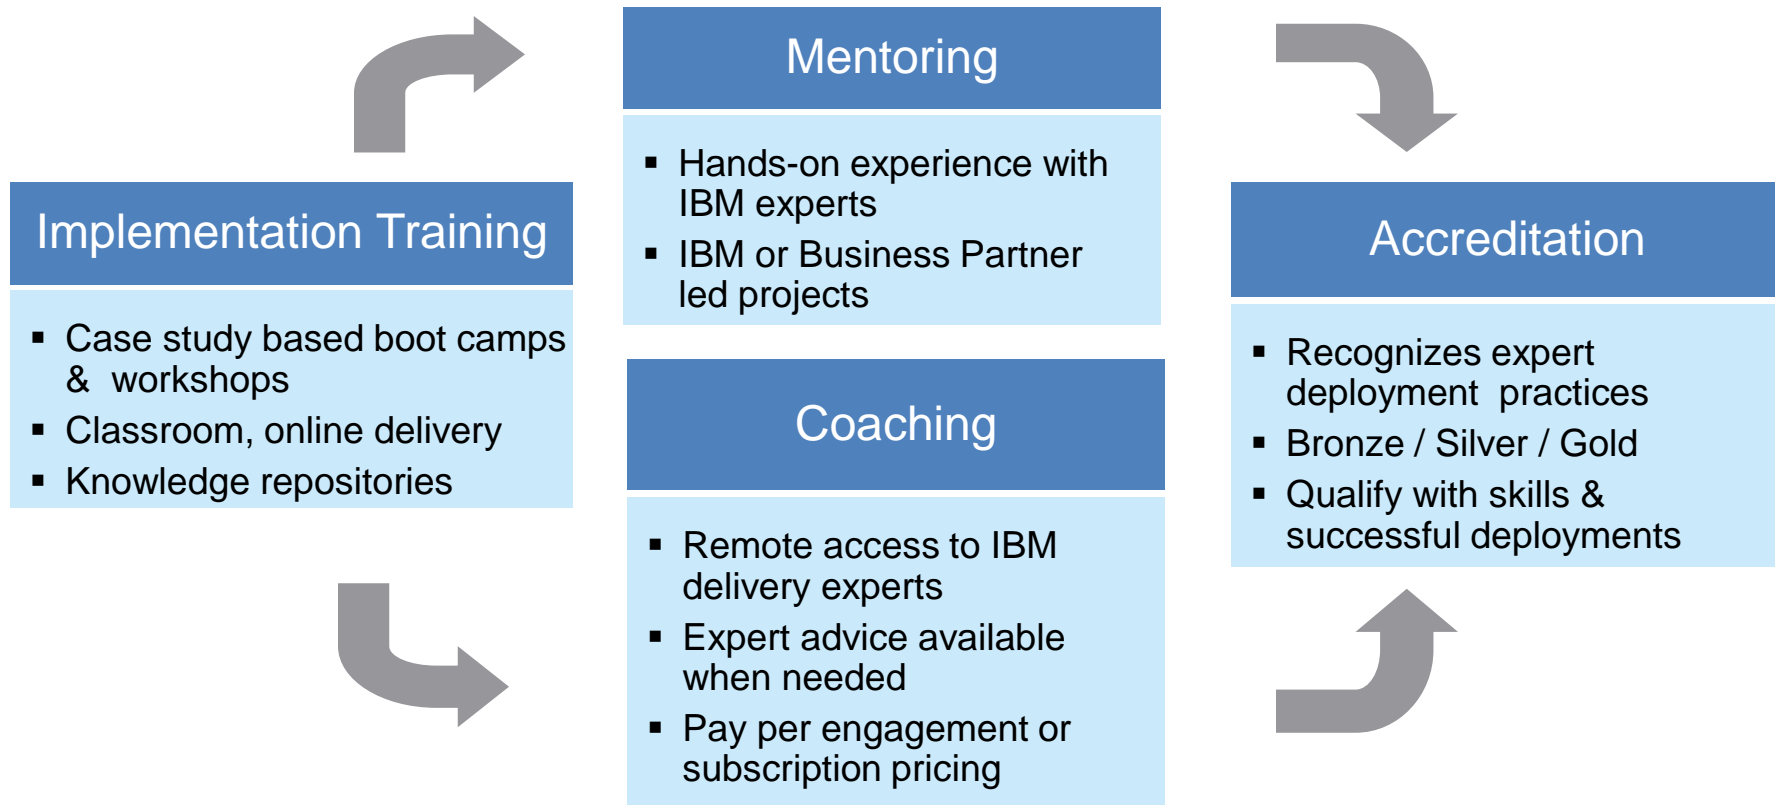 Implementation Training
▪ Case study based boot camps
& workshops
▪ Classroom, online delivery
▪ Knowledge repositories
Mentoring
▪ Hands-on experience with
IBM experts
▪ IBM or Business Partner
led projects
Coaching
▪ Remote access to IBM
delivery experts
▪ Expert advice available
when needed
▪ Pay per engagement or
subscription pricing
Accreditation
▪ Recognizes expert
deployment practices
▪ Bronze / Silver / Gold
▪ Qualify with skills &
successful deployments